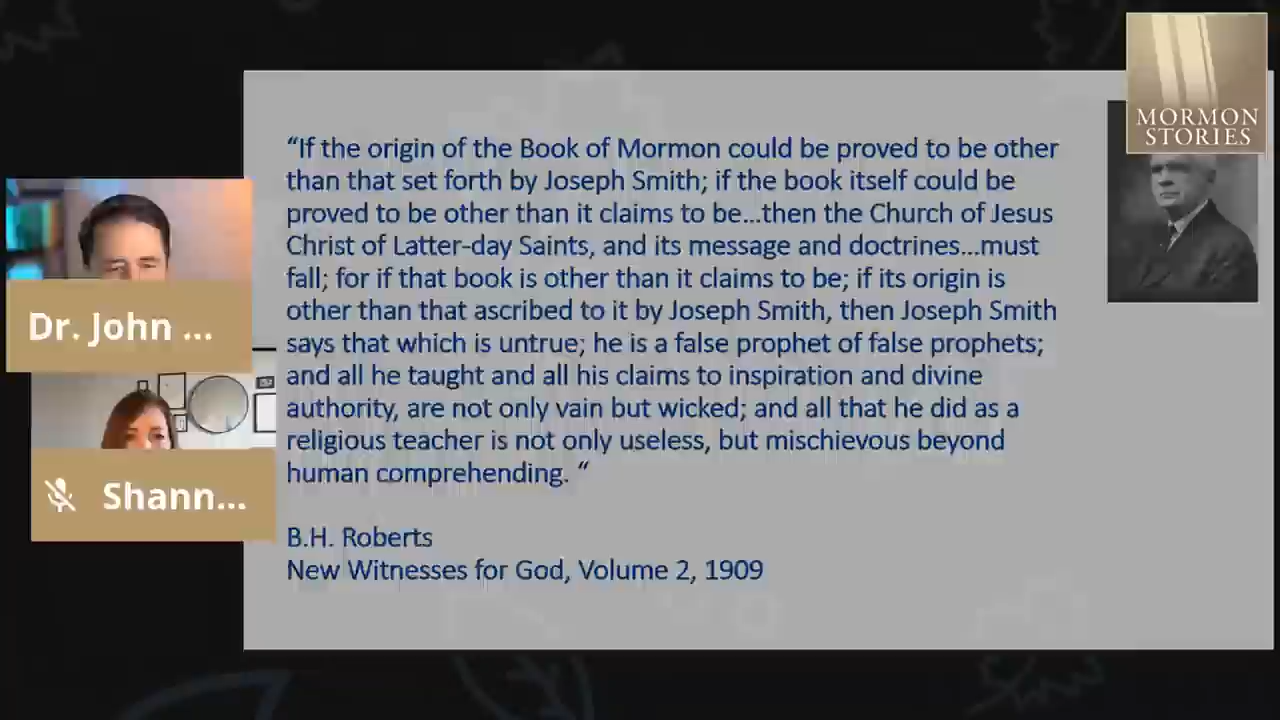 MORMON
STORIES
“If the origin of the Book of Mormon could be proved to be other
than that set forth by Joseph Smith; if the book itself could be
proved to be other than it claims to be...then the Church of Jesus
Christ of Latter-day Saints, and its message and doctrines...must
fall; for if that book is other than it claims to be; if its origin is
other than that ascribed to it by Joseph Smith, then Joseph Smith
says that which is untrue; he is a false prophet of false prophets;
and all he taught and all his claims to inspiration and divine
authority, are not only vain but wicked; and all that he did as a
religious teacher is not only useless, but mischievous beyond
human comprehending. “
B.H. Roberts
New Witnesses for God, Volume 2, 1909
Dr. John ...
Shann...